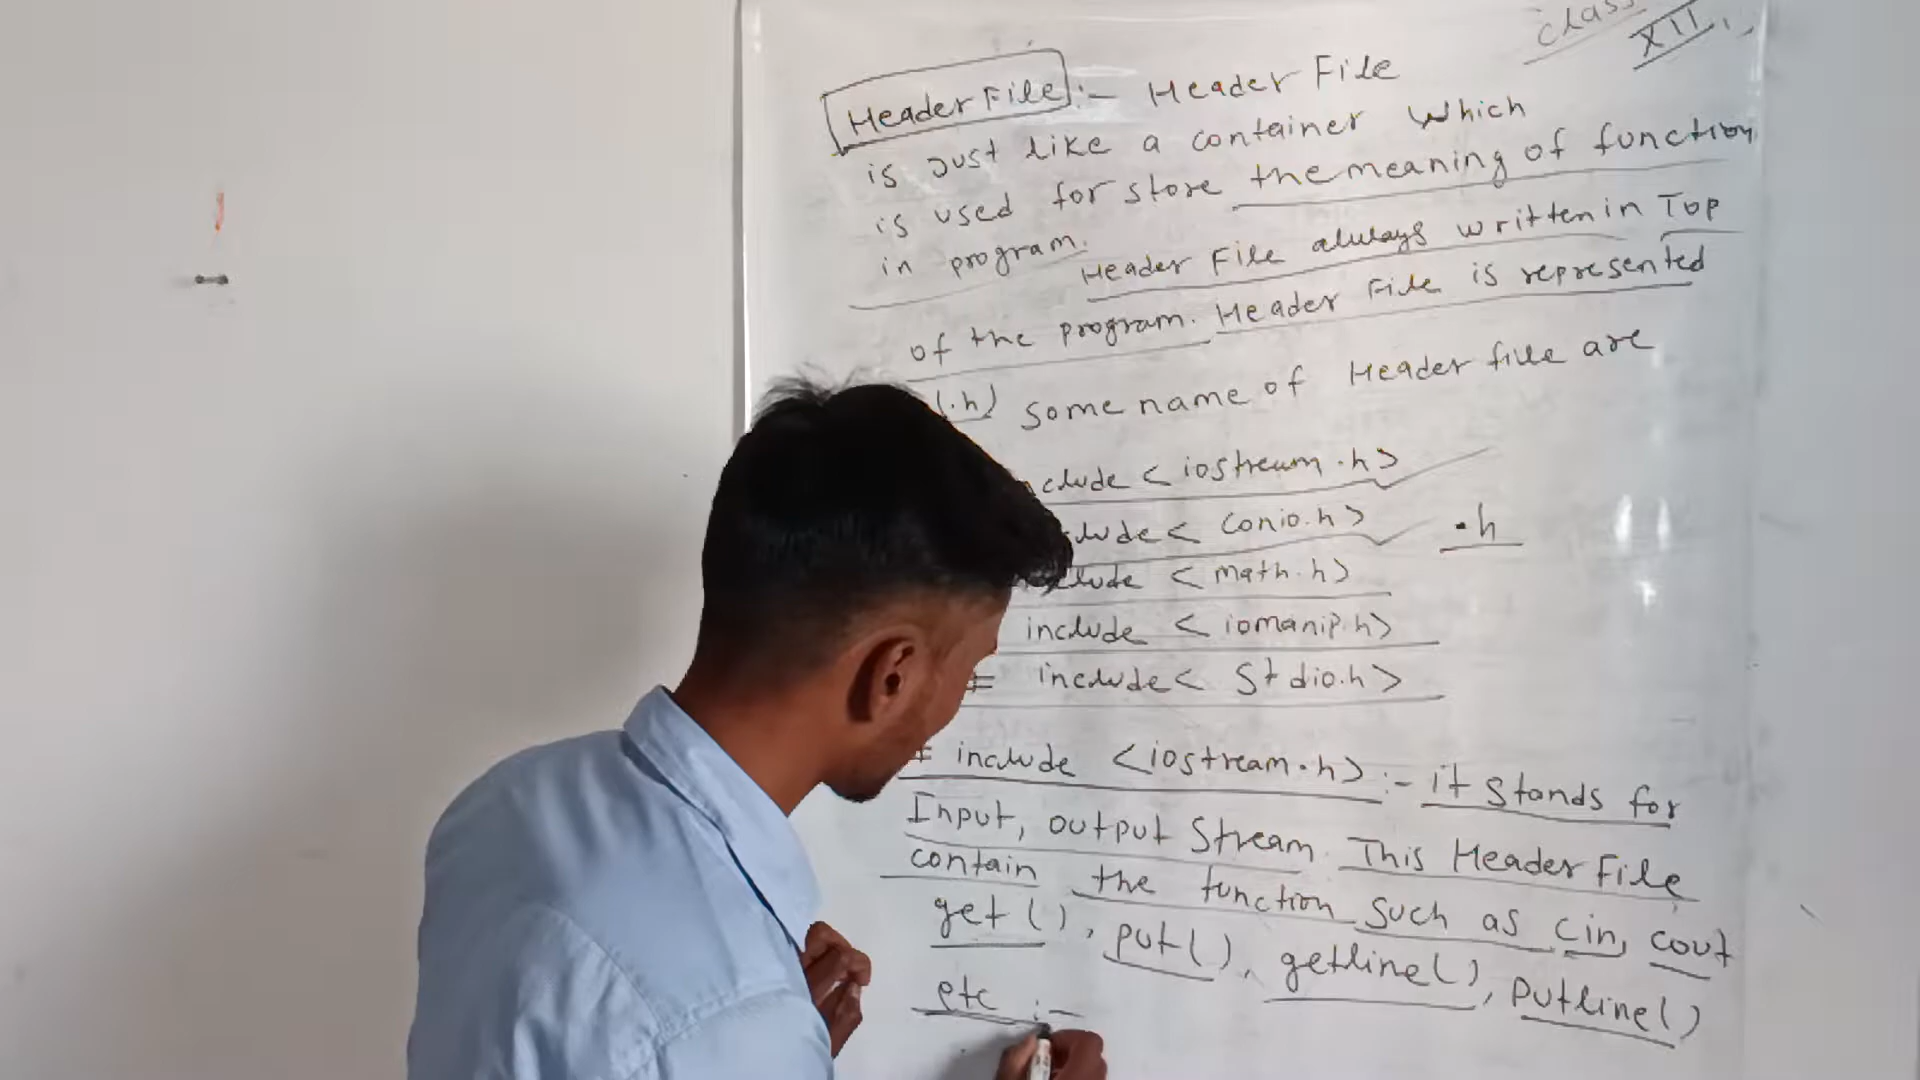 class
XII
Header File :- Header File
is Just like a container which
is used for store the meaning of function
in program.
Header File always written in Top
of the program. Header File is represented
(.h) some name of Header file are
clude < iostream.h>
lude < conio.h> .h
clude < math.h>
include < iomanip.h>
# include < Stdio.h>
# include <iostream.h> :- it stands for
Input, output Stream. This Header File
contain the function such as cin, cout
get (), put(), getline(), Putline()
etc :-